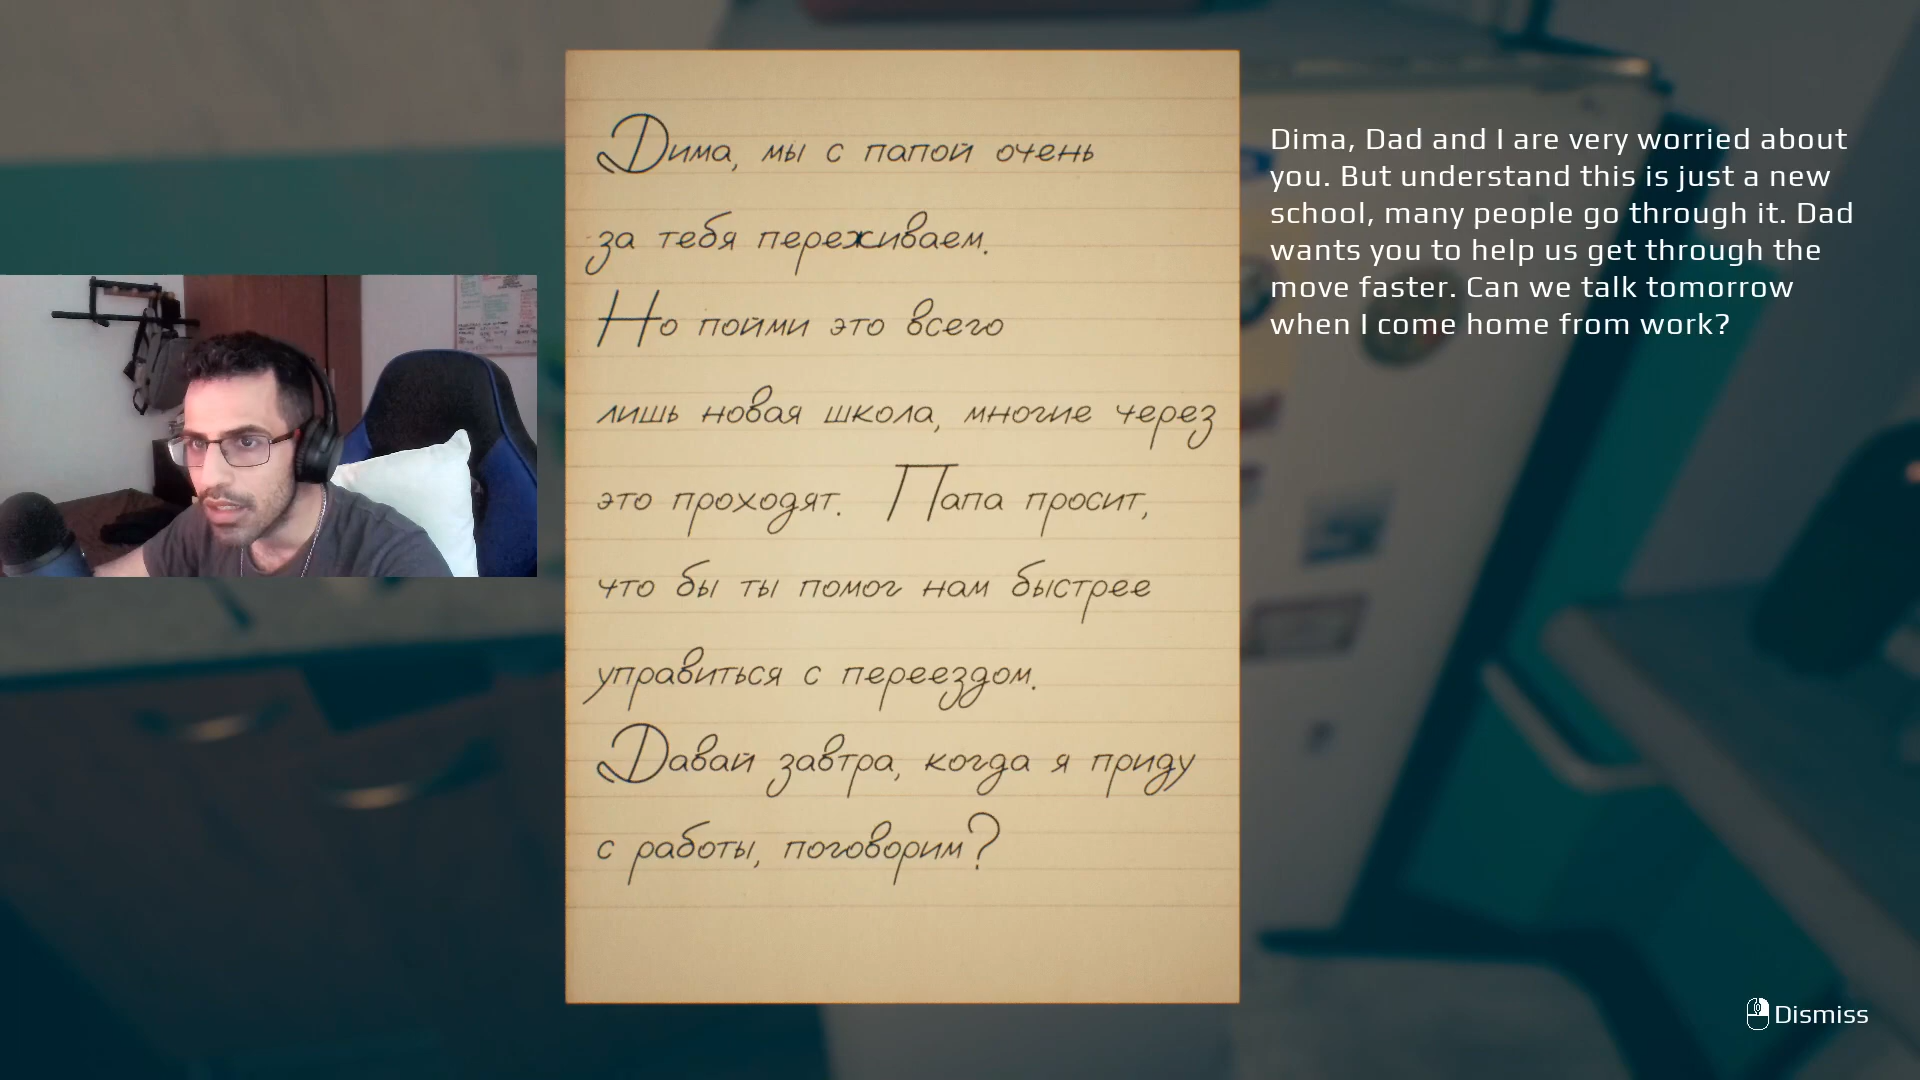 Дима, мы с папой очень
за тебя переживаем.
Но пойми это всего
лишь новая школа, многие через
это проходят. Папа просит,
что бы ты помог нам быстрее
управиться с переездом.
Давай завтра, когда я приду
с работы, поговорим?
Dima, Dad and I are very worried about
you. But understand this is just a new
school, many people go through it. Dad
wants you to help us get through the
move faster. Can we talk tomorrow
when I come home from work?
Dismiss